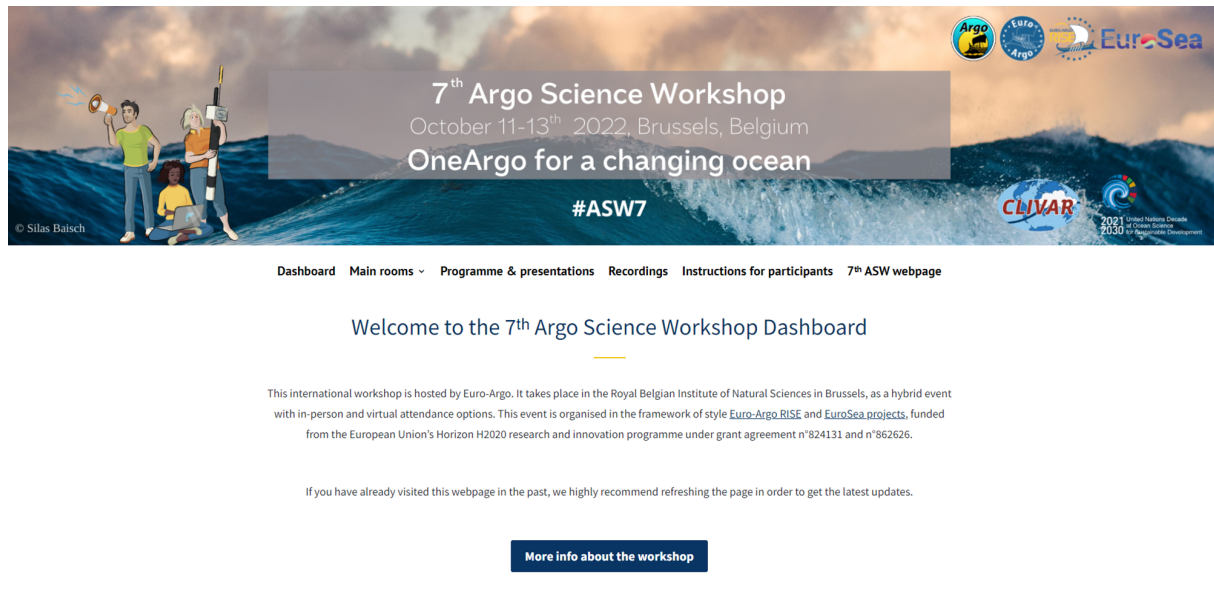 Argo
Euro
Argo
EuroSea
7th Argo Science Workshop
October 11-13th 2022, Brussels, Belgium
OneArgo for a changing ocean
#ASW7
CLIVAR
2021
2030
United Nations Decade
of Ocean Science
for Sustainable Development
© Silas Baisch
Dashboard Main rooms Programme & presentations Recordings Instructions for participants 7th ASW webpage
Welcome to the 7th Argo Science Workshop Dashboard
This international workshop is hosted by Euro-Argo. It takes place in the Royal Belgian Institute of Natural Sciences in Brussels, as a hybrid event
with in-person and virtual attendance options. This event is organised in the framework of style Euro-Argo RISE and EuroSea projects, funded
from the European Union's Horizon H2020 research and innovation programme under grant agreement n°824131 and n°862626.
If you have already visited this webpage in the past, we highly recommend refreshing the page in order to get the latest updates.
More info about the workshop